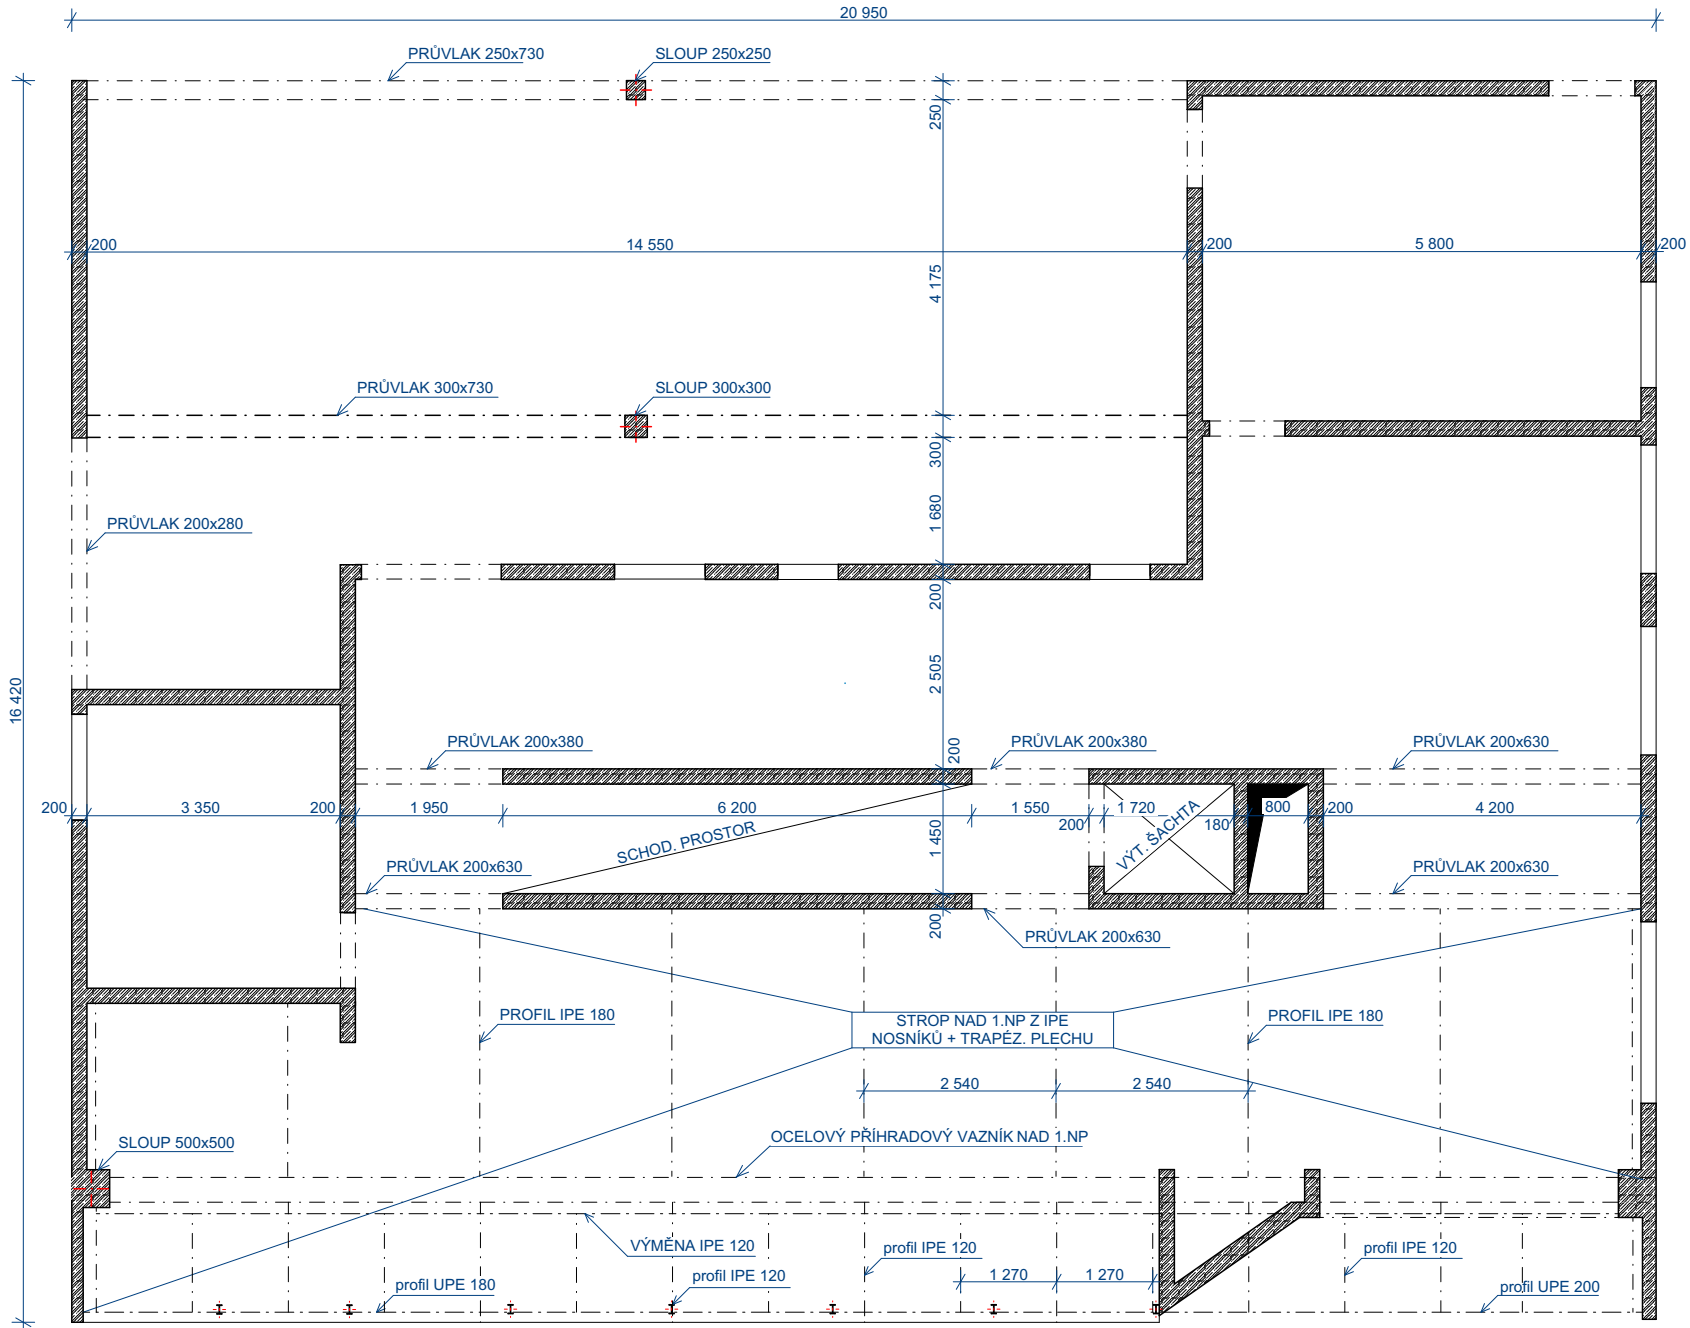 20 950
PRŮVLAK 250x730
SLOUP 250x250
250
200
14 550
200
5 800
200
4 175
PRŮVLAK 300x730
SLOUP 300x300
300
PRŮVLAK 200x280
1 680
200
2 505
16 420
PRŮVLAK 200x380
200
PRŮVLAK 200x380
PRŮVLAK 200x630
200
3 350
200
1 950
6 200
1 550
200
1 720
180
800
200
4 200
1 450
SCHOD. PROSTOR
VÝT. ŠACHTA
PRŮVLAK 200x630
PRŮVLAK 200x630
200
PRŮVLAK 200x630
PROFIL IPE 180
STROP NAD 1.NP Z IPE
NOSNÍKŮ + TRAPÉZ. PLECHU
PROFIL IPE 180
2 540
2 540
SLOUP 500x500
OCELOVÝ PŘÍHRADOVÝ VAZNÍK NAD 1.NP
VÝMĚNA IPE 120
profil IPE 120
profil IPE 120
profil UPE 180
profil IPE 120
1 270
1 270
profil UPE 200